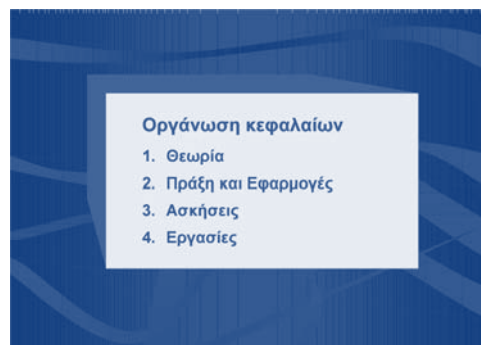 Οργάνωση κεφαλαίων
1. Θεωρία
2. Πράξη και Εφαρμογές
3. Ασκήσεις
4. Εργασίες